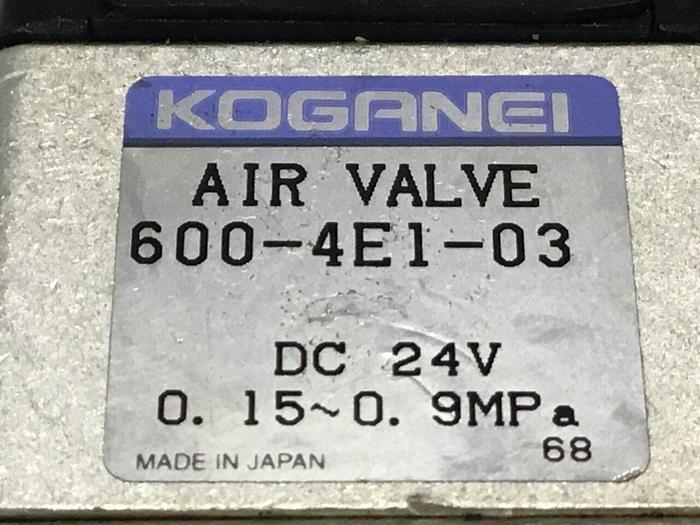 KOGANEI
AIR VALVE
600-4E1-03
DC 24V
0.15~0.9MPa
68
MADE IN JAPAN